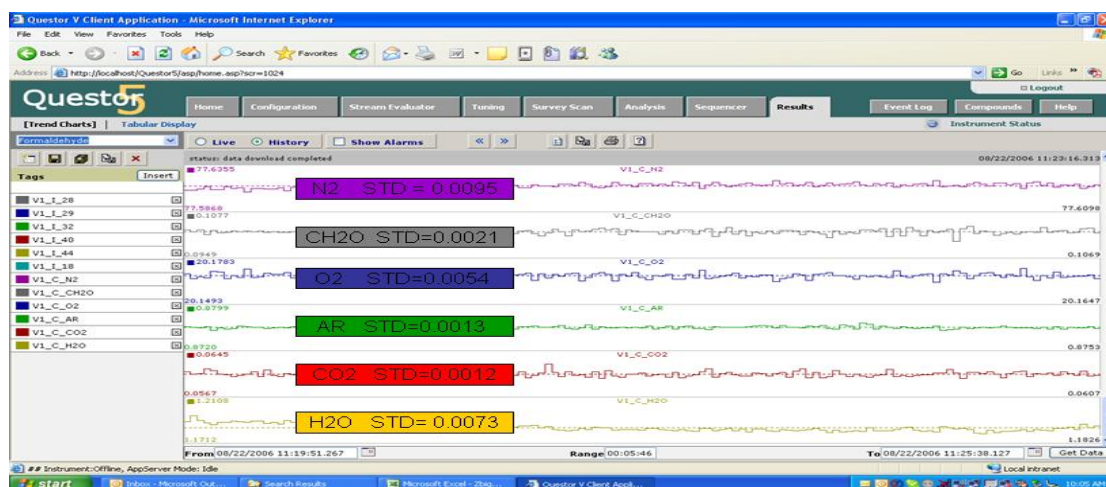 Questor V Client Application - Microsoft Internet Explorer
File Edit View Favorites Tools Help
Back Search Favorites
Address http://localhost/Questor5/asp/home.asp?scr=1024 Go Links »
Questor5
Logout
Home Configuration Stream Evaluator Tuning Survey Scan Analysis Sequencer Results Event Log Compounds Help
[Trend Charts] | Tabular Display Instrument Status
Formaldehyde Live History Show Alarms « »
status: data download completed 08/22/2006 11:23:16.313
Tags Insert
V1_I_28
V1_I_29
V1_I_32
V1_I_40
V1_I_44
V1_I_18
V1_C_N2
V1_C_CH2O
V1_C_O2
V1_C_AR
V1_C_CO2
V1_C_H2O
77.6355 V1_C_N2
N2 STD = 0.0095
77.5868 77.6098
0.1077 V1_C_CH2O
CH2O STD=0.0021
0.0949 0.1069
20.1783 V1_C_O2
O2 STD=0.0054
20.1493 20.1647
0.8799 V1_C_AR
AR STD=0.0013
0.8720 0.8753
0.0645 V1_C_CO2
CO2 STD=0.0012
0.0567 0.0607
1.2108 V1_C_H2O
H2O STD= 0.0073
1.1712 1.1826
From 08/22/2006 11:19:51.267 Range 00:05:46 To 08/22/2006 11:25:38.127 Get Data
## Instrument:Offline, AppServer Mode: Idle Local intranet
start Inbox - Microsoft Out... Search Results Microsoft Excel - Zbig... Questor V Client Appli... 10:05 AM